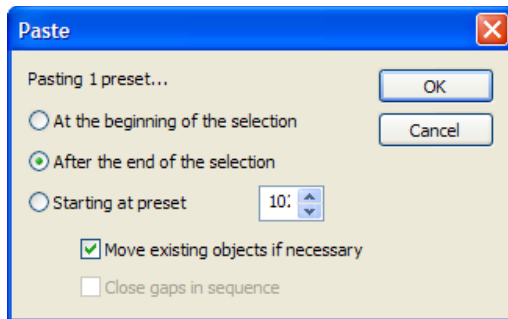 Paste
Pasting 1 preset...
OK
At the beginning of the selection
Cancel
After the end of the selection
Starting at preset
Move existing objects if necessary
Close gaps in sequence